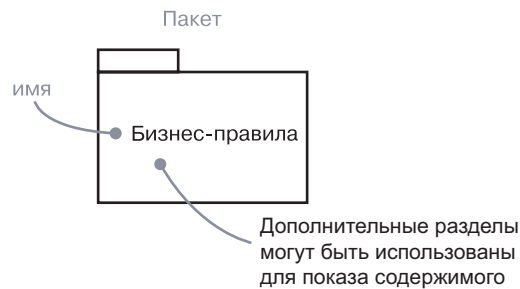 Пакет
имя
Бизнес-правила
Дополнительные разделы
могут быть использованы
для показа содержимого